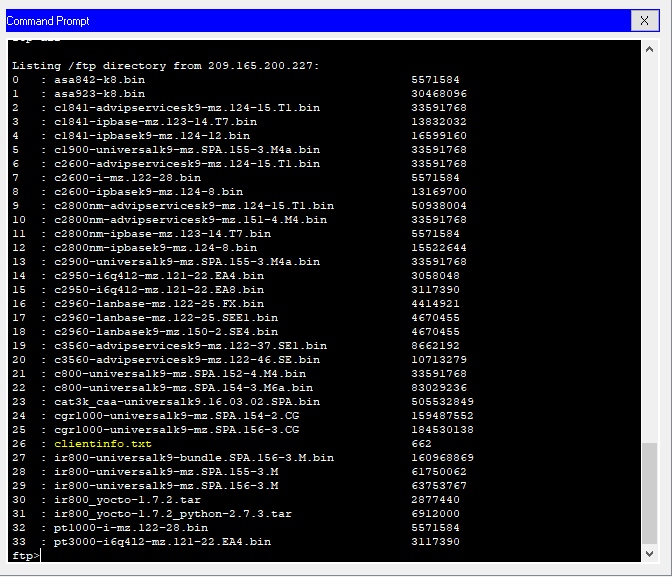 Command Prompt
X
Listing /ftp directory from 209.165.200.227:
0 : asa842-k8.bin 5571584
1 : asa923-k8.bin 30468096
2 : c1841-advipservicesk9-mz.124-15.T1.bin 33591768
3 : c1841-ipbase-mz.123-14.T7.bin 13832032
4 : c1841-ipbasek9-mz.124-12.bin 16599160
5 : c1900-universalk9-mz.SPA.155-3.M4a.bin 33591768
6 : c2600-advipservicesk9-mz.124-15.T1.bin 33591768
7 : c2600-i-mz.122-28.bin 5571584
8 : c2600-ipbasek9-mz.124-8.bin 13169700
9 : c2800nm-advipservicesk9-mz.124-15.T1.bin 50938004
10 : c2800nm-advipservicesk9-mz.151-4.M4.bin 33591768
11 : c2800nm-ipbase-mz.123-14.T7.bin 5571584
12 : c2800nm-ipbasek9-mz.124-8.bin 15522644
13 : c2900-universalk9-mz.SPA.155-3.M4a.bin 33591768
14 : c2950-i6q4l2-mz.121-22.EA4.bin 3058048
15 : c2950-i6q4l2-mz.121-22.EA8.bin 3117390
16 : c2960-lanbase-mz.122-25.FX.bin 4414921
17 : c2960-lanbase-mz.122-25.SEE1.bin 4670455
18 : c2960-lanbasek9-mz.150-2.SE4.bin 4670455
19 : c3560-advipservicesk9-mz.122-37.SE1.bin 8662192
20 : c3560-advipservicesk9-mz.122-46.SE.bin 10713279
21 : c800-universalk9-mz.SPA.152-4.M4.bin 33591768
22 : c800-universalk9-mz.SPA.154-3.M6a.bin 83029236
23 : cat3k_caa-universalk9.16.03.02.SPA.bin 505532849
24 : cgr1000-universalk9-mz.SPA.154-2.CG 159487552
25 : cgr1000-universalk9-mz.SPA.156-3.CG 184530138
26 : clientinfo.txt 662
27 : ir800-universalk9-bundle.SPA.156-3.M.bin 160968869
28 : ir800-universalk9-mz.SPA.155-3.M 61750062
29 : ir800-universalk9-mz.SPA.156-3.M 63753767
30 : ir800_yocto-1.7.2.tar 2877440
31 : ir800_yocto-1.7.2_python-2.7.3.tar 6912000
32 : pt1000-i-mz.122-28.bin 5571584
33 : pt3000-i6q4l2-mz.121-22.EA4.bin 3117390
ftp>